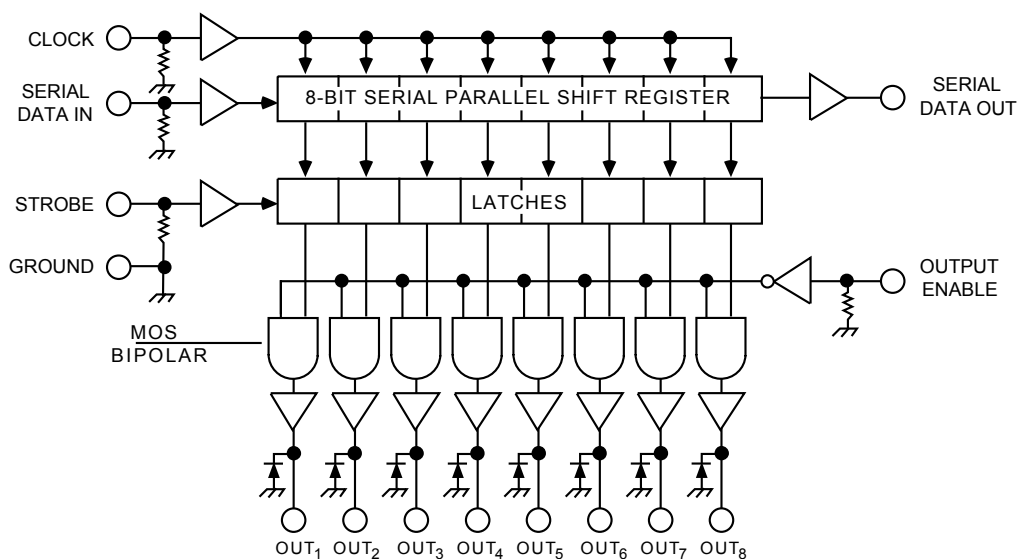 CLOCK
SERIAL
DATA IN
8-BIT SERIAL PARALLEL SHIFT REGISTER
SERIAL
DATA OUT
STROBE
LATCHES
GROUND
OUTPUT
ENABLE
MOS
BIPOLAR
OUT1 OUT2 OUT3 OUT4 OUT5 OUT6 OUT7 OUT8